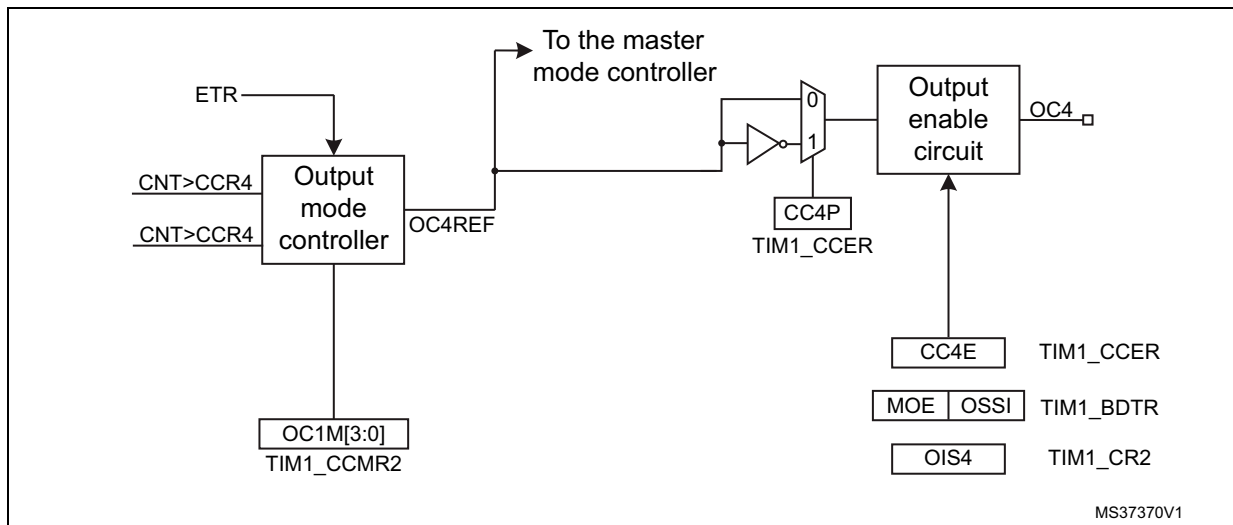 To the master
mode controller
ETR
0
1
Output
enable
circuit
OC4
CNT>CCR4
CNT>CCR4
Output
mode
controller
OC4REF
CC4P
TIM1_CCER
CC4E
TIM1_CCER
MOE
OSSI
TIM1_BDTR
OC1M[3:0]
TIM1_CCMR2
OIS4
TIM1_CR2
MS37370V1